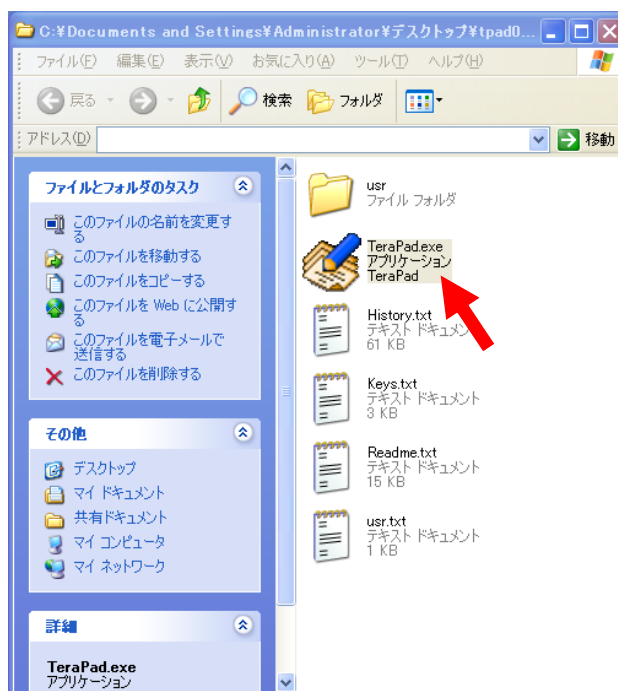 C:¥Documents and Settings¥Administrator¥デスクトップ¥tpad0...
ファイル(F) 編集(E) 表示(V) お気に入り(A) ツール(T) ヘルプ(H)
戻る 検索 フォルダ
アドレス(D) 移動
ファイルとフォルダのタスク
このファイルの名前を変更す
る
このファイルを移動する
このファイルをコピーする
このファイルを Web に公開す
る
このファイルを電子メールで
送信する
このファイルを削除する
その他
デスクトップ
マイ ドキュメント
共有ドキュメント
マイ コンピュータ
マイ ネットワーク
詳細
TeraPad.exe
アプリケーション
usr
ファイル フォルダ
TeraPad.exe
アプリケーション
TeraPad
History.txt
テキスト ドキュメント
61 KB
Keys.txt
テキスト ドキュメント
3 KB
Readme.txt
テキスト ドキュメント
15 KB
usr.txt
テキスト ドキュメント
1 KB